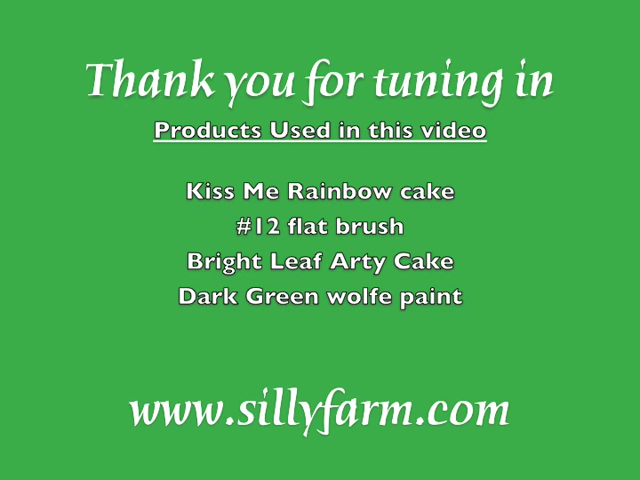 Thank you for tuning in
Products Used in this video
Kiss Me Rainbow cake
#12 flat brush
Bright Leaf Arty Cake
Dark Green wolfe paint
www.sillyfarm.com